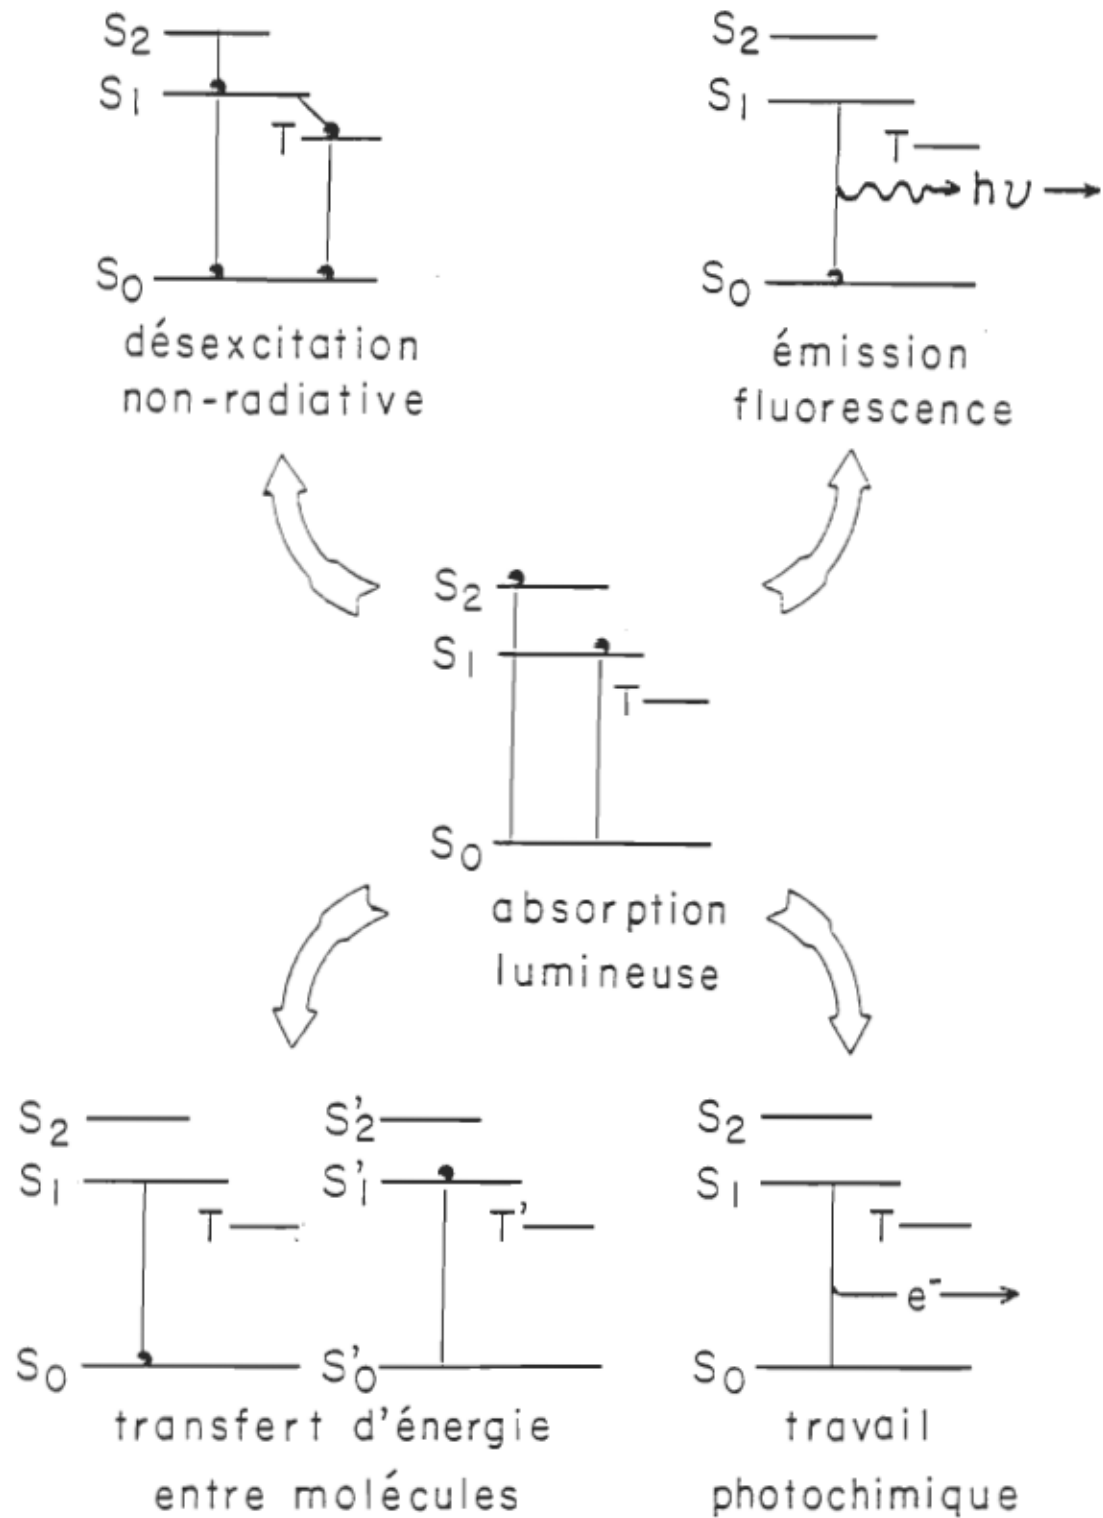 S2
S1
T
S0
désexcitation
non-radiative
S2
S1
T
hν
S0
émission
fluorescence
S2
S1
T
S0
absorption
lumineuse
S2
S1
T
S0
S'2
S'1
T'
S'0
transfert d'énergie
entre molécules
S2
S1
T
e-
S0
travail
photochimique